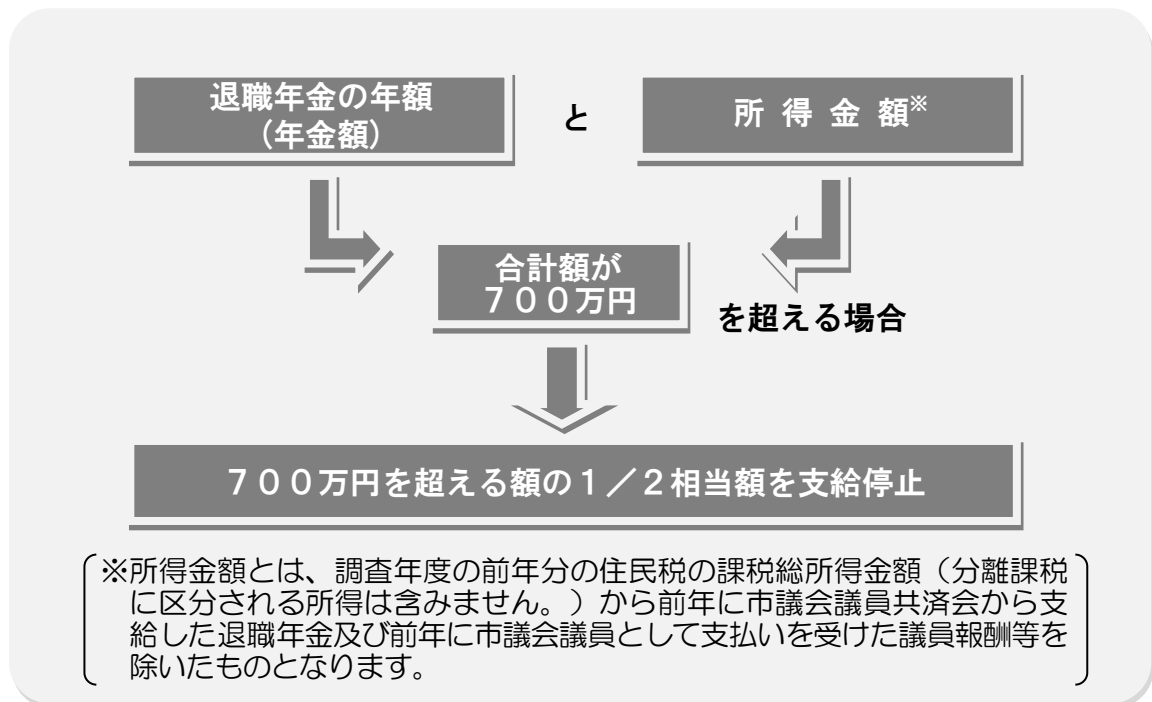 退職年金の年額
（年金額）
と
所得金額※
合計額が
７００万円
を超える場合
７００万円を超える額の１／２相当額を支給停止
※所得金額とは、調査年度の前年分の住民税の課税総所得金額（分離課税
に区分される所得は含みません。）から前年に市議会議員共済会から支
給した退職年金及び前年に市議会議員として支払いを受けた議員報酬等を
除いたものとなります。